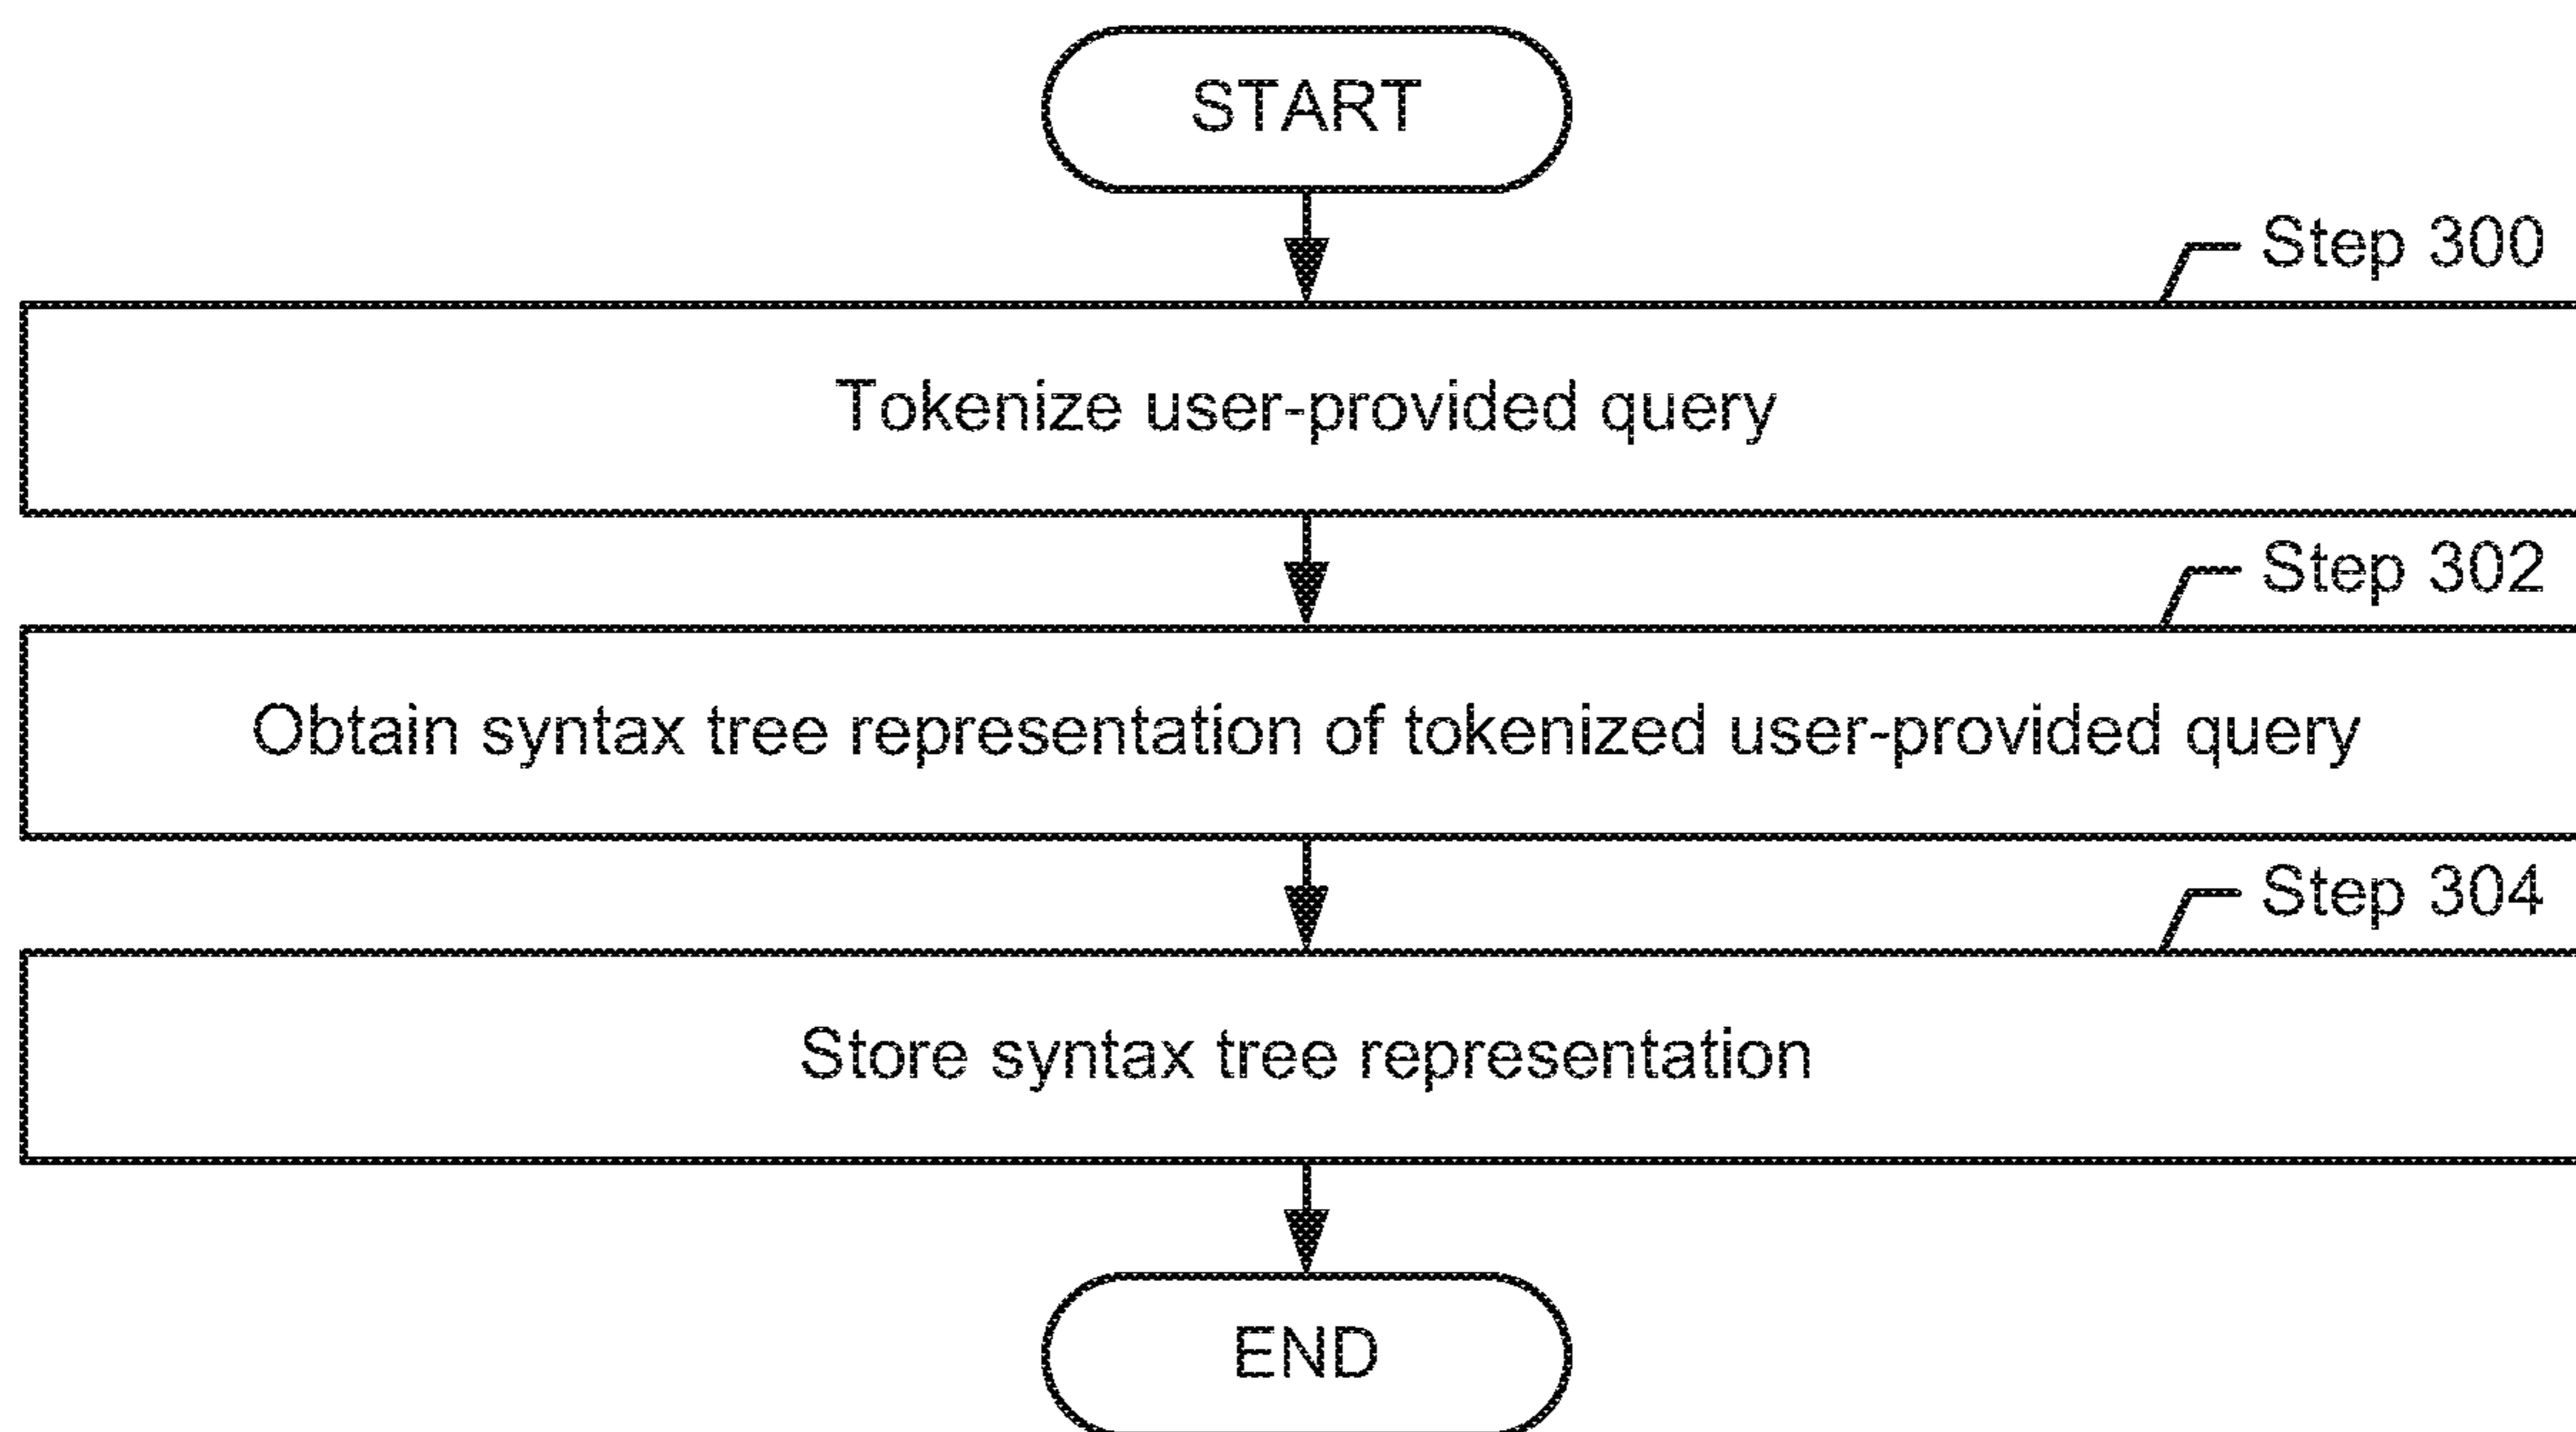 START
Step 300
Tokenize user-provided query
Step 302
Obtain syntax tree representation of tokenized user-provided query
Step 304
Store syntax tree representation
END